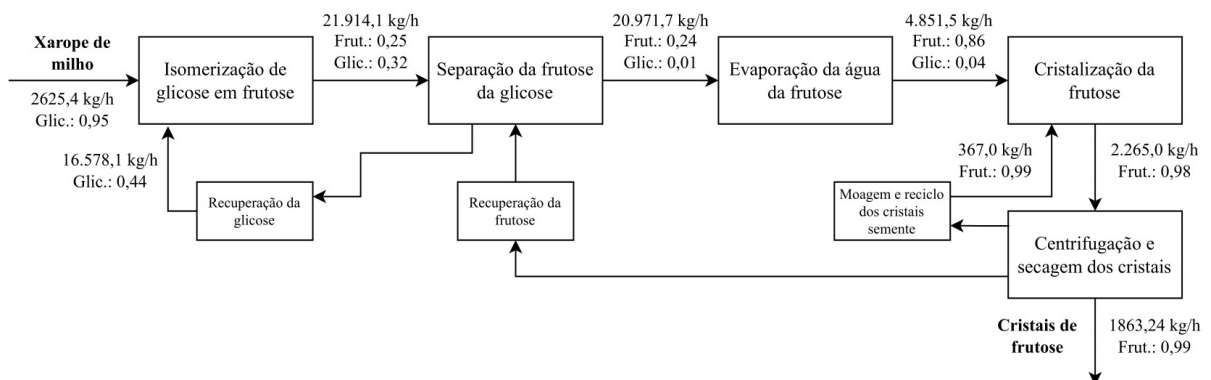 Xarope de
milho
2625,4 kg/h
Glic.: 0,95
Isomerização de
glicose em frutose
21.914,1 kg/h
Frut.: 0,25
Glic.: 0,32
Separação da frutose
da glicose
20.971,7 kg/h
Frut.: 0,24
Glic.: 0,01
Evaporação da água
da frutose
4.851,5 kg/h
Frut.: 0,86
Glic.: 0,04
Cristalização da
frutose
16.578,1 kg/h
Glic.: 0,44
Recuperação da
glicose
Recuperação da
frutose
367,0 kg/h
Frut.: 0,99
2.265,0 kg/h
Frut.: 0,98
Moagem e reciclo
dos cristais
semente
Centrifugação e
secagem dos cristais
Cristais de
frutose
1863,24 kg/h
Frut.: 0,99